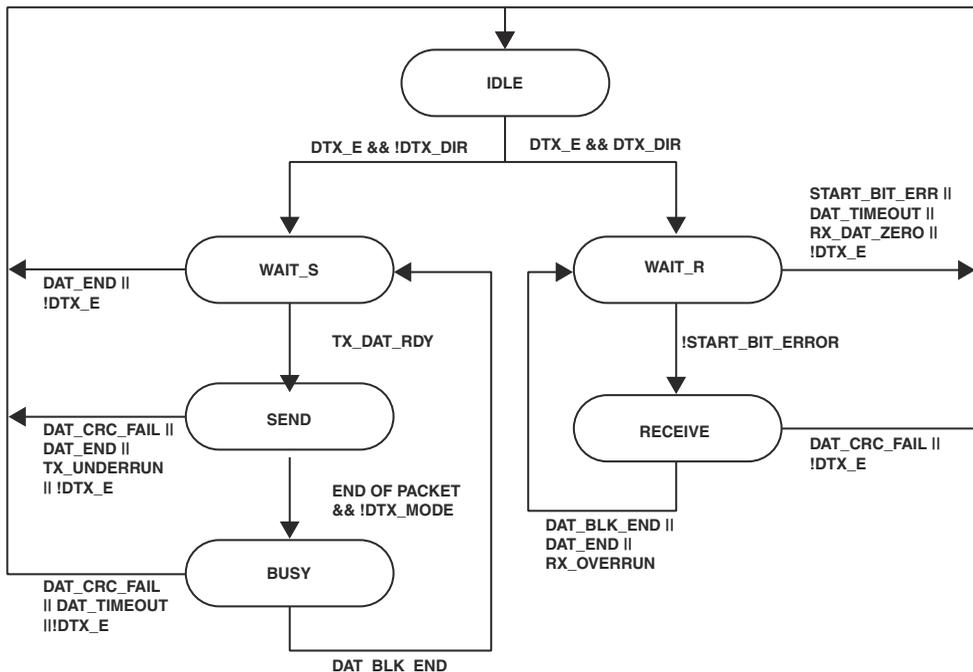 IDLE
DTX_E && !DTX_DIR
DTX_E && DTX_DIR
START_BIT_ERR ||
DAT_TIMEOUT ||
RX_DAT_ZERO ||
!DTX_E
WAIT_S
WAIT_R
DAT_END ||
!DTX_E
TX_DAT_RDY
!START_BIT_ERROR
SEND
RECEIVE
DAT_CRC_FAIL ||
DAT_END ||
TX_UNDERRUN
|| !DTX_E
DAT_CRC_FAIL ||
!DTX_E
END OF PACKET
&& !DTX_MODE
DAT_BLK_END ||
DAT_END ||
RX_OVERRUN
BUSY
DAT_CRC_FAIL
|| DAT_TIMEOUT
||!DTX_E
DAT_BLK_END